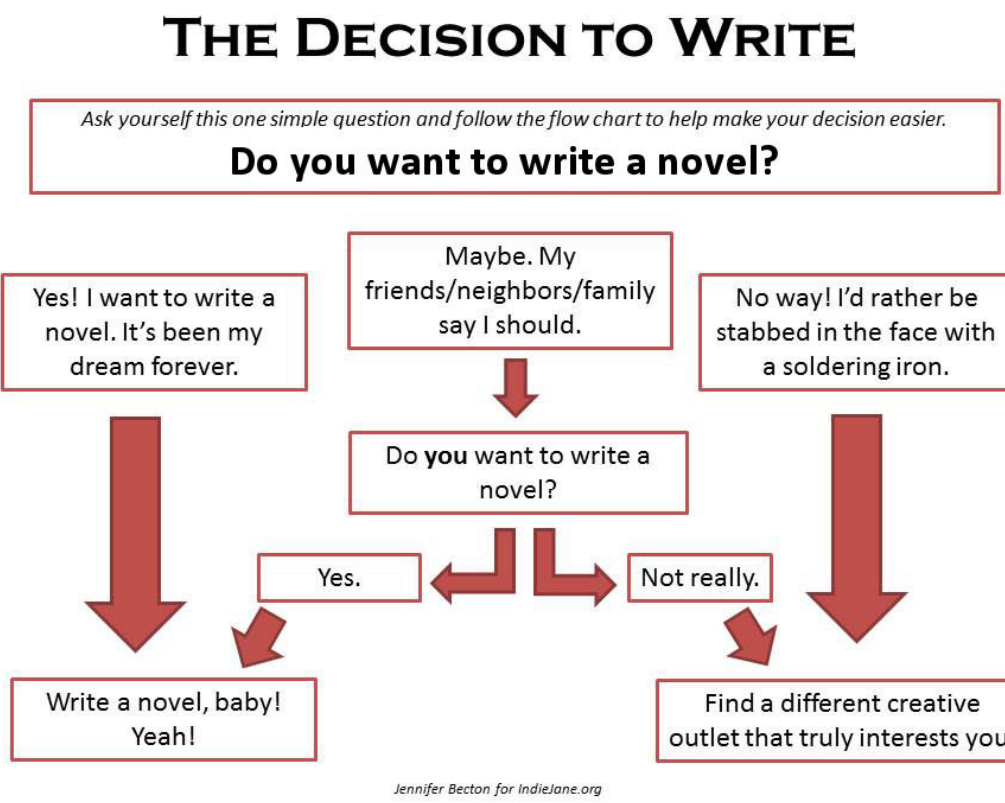 THE DECISION TO WRITE
Ask yourself this one simple question and follow the flow chart to help make your decision easier.
Do you want to write a novel?
Yes! I want to write a
novel. It's been my
dream forever.
Maybe. My
friends/neighbors/family
say I should.
No way! I'd rather be
stabbed in the face with
a soldering iron.
Do you want to write a
novel?
Yes.
Not really.
Write a novel, baby!
Yeah!
Find a different creative
outlet that truly interests you
Jennifer Becton for IndieJane.org